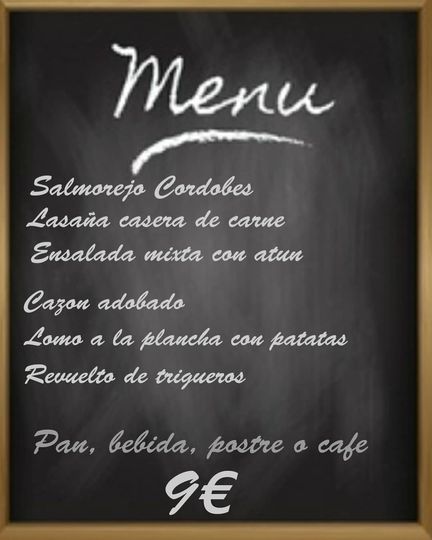 Menu
Salmorejo Cordobes
Lasaña casera de carne
Ensalada mixta con atun
Cazon adobado
Lomo a la plancha con patatas
Revuelto de trigueros
Pan, bebida, postre o cafe
9€